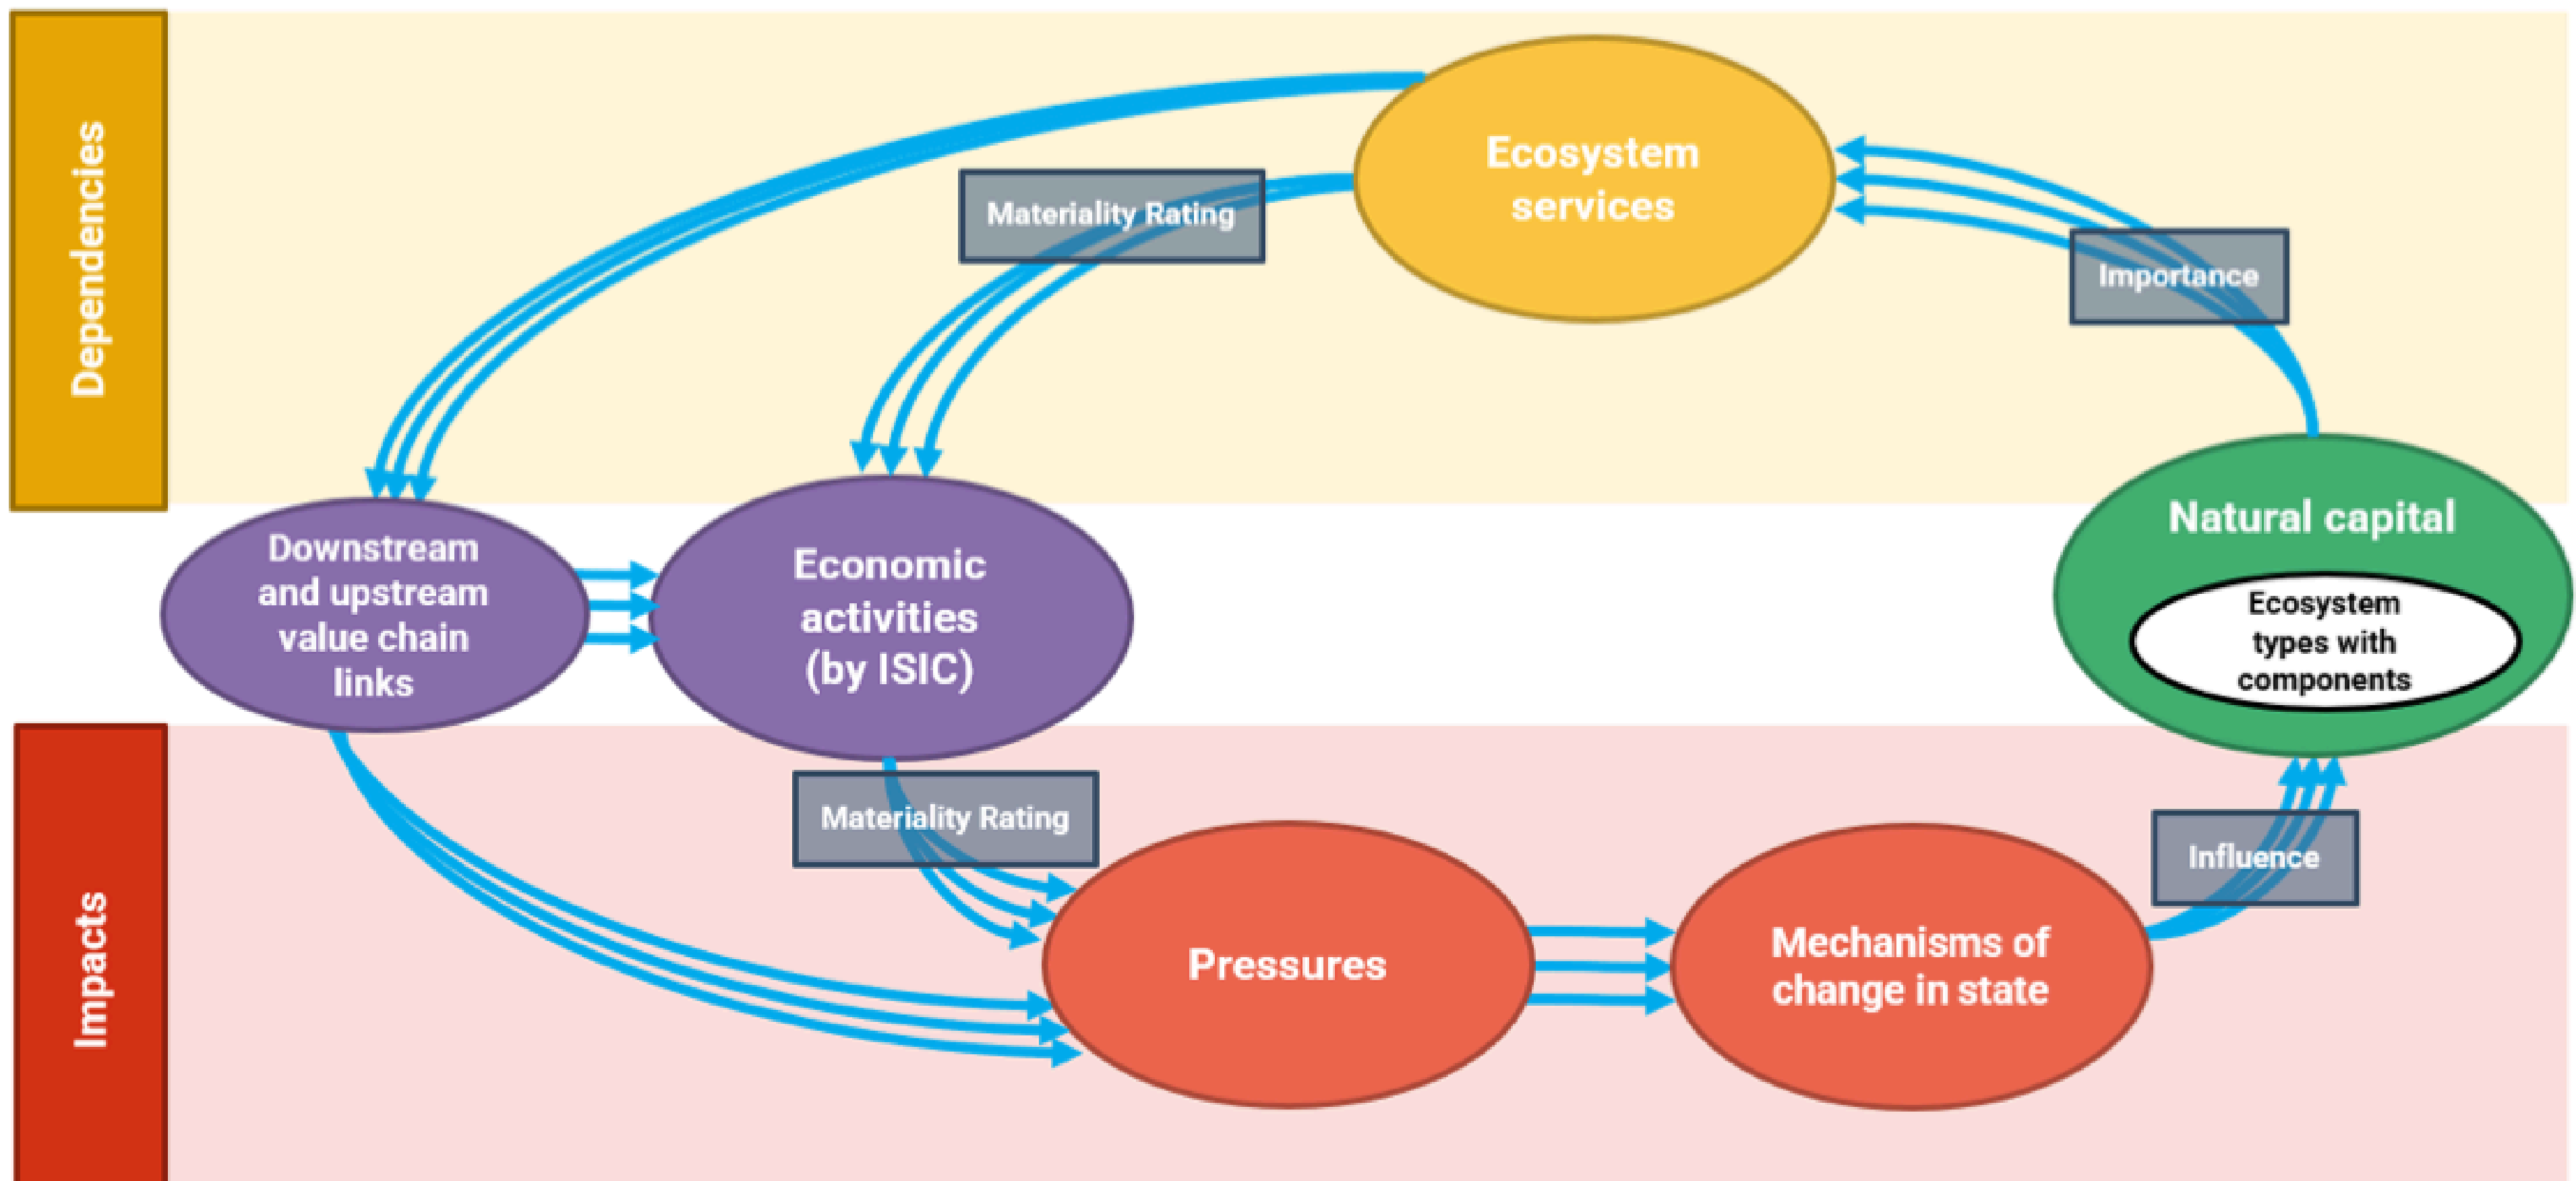 Dependencies
Ecosystem
services
Materiality Rating
Importance
Downstream
and upstream
value chain
links
Economic
activities
(by ISIC)
Natural capital
Ecosystem
types with
components
Impacts
Materiality Rating
Influence
Pressures
Mechanisms of
change in state